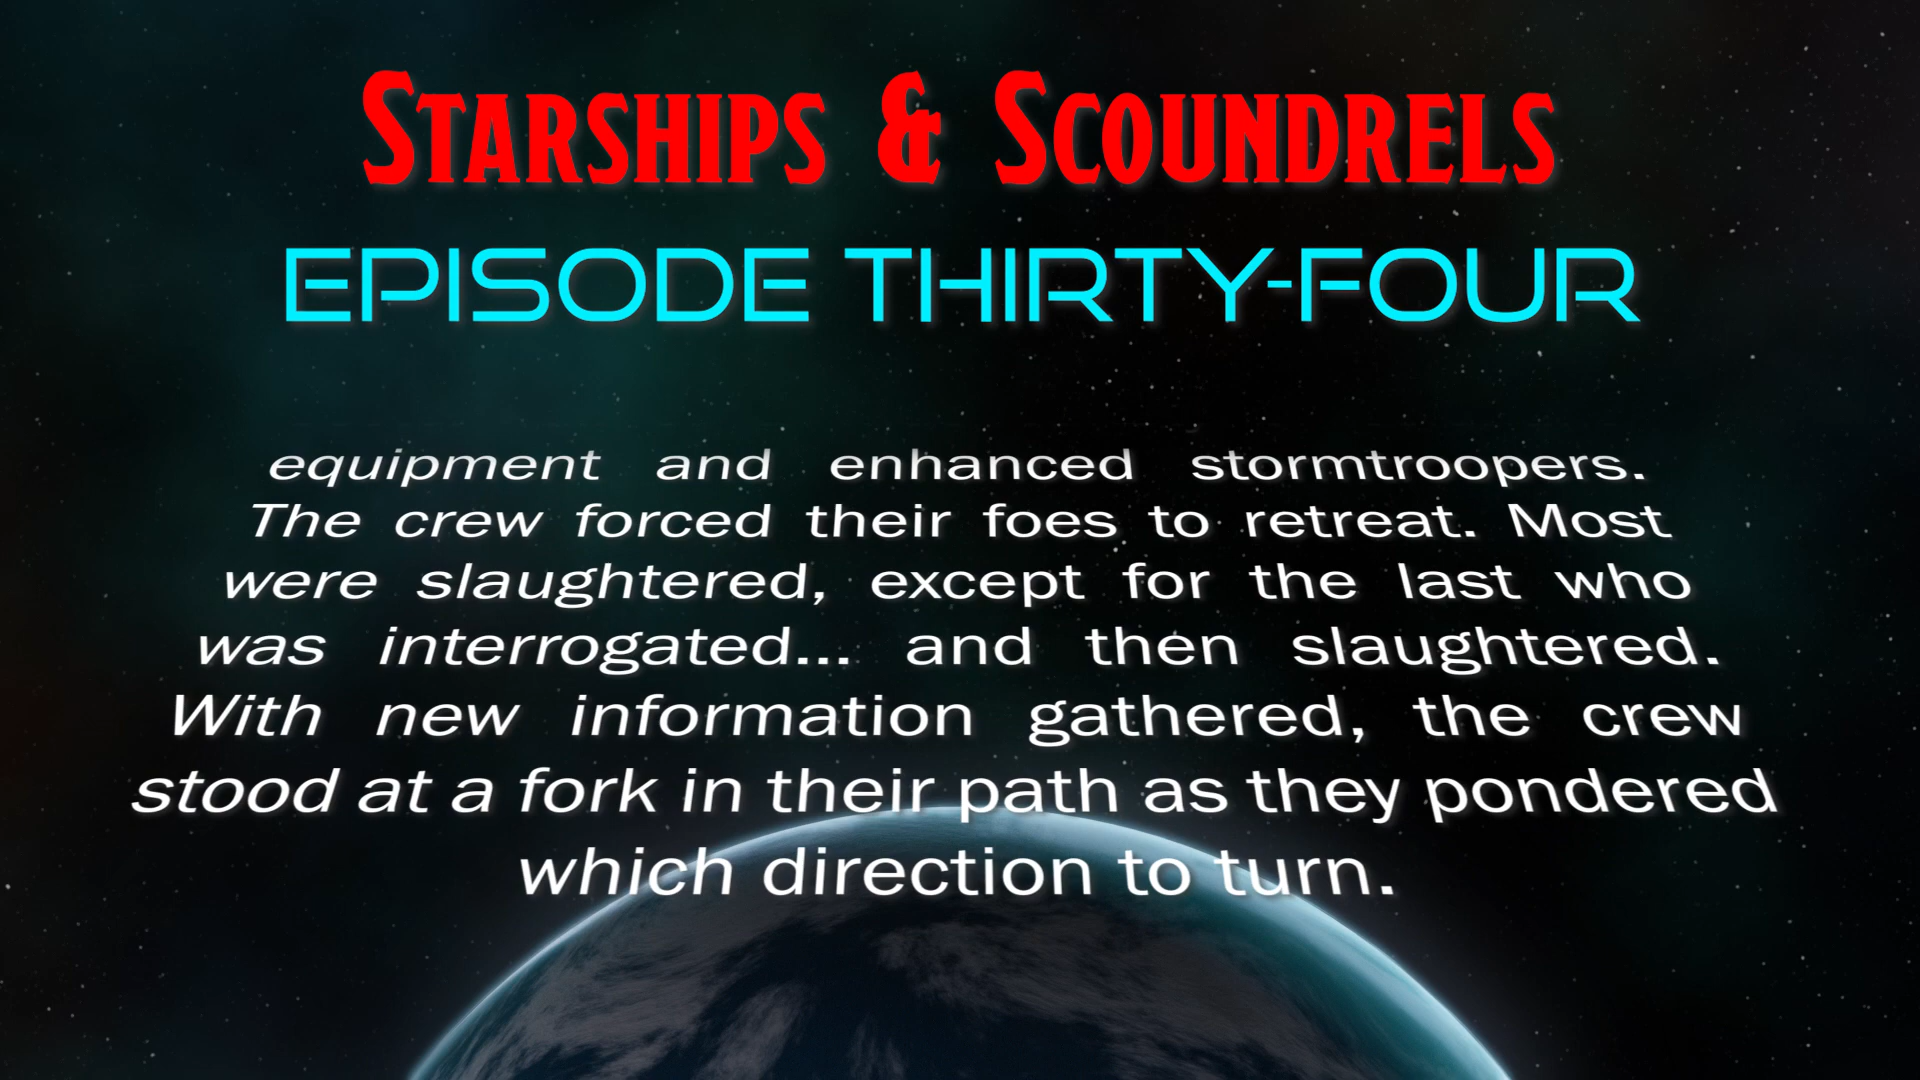 Starships & Scoundrels
EPISODE THIRTY-FOUR
equipment and enhanced stormtroopers.
The crew forced their foes to retreat. Most
were slaughtered, except for the last who
was interrogated... and then slaughtered.
With new information gathered, the crew
stood at a fork in their path as they pondered
which direction to turn.